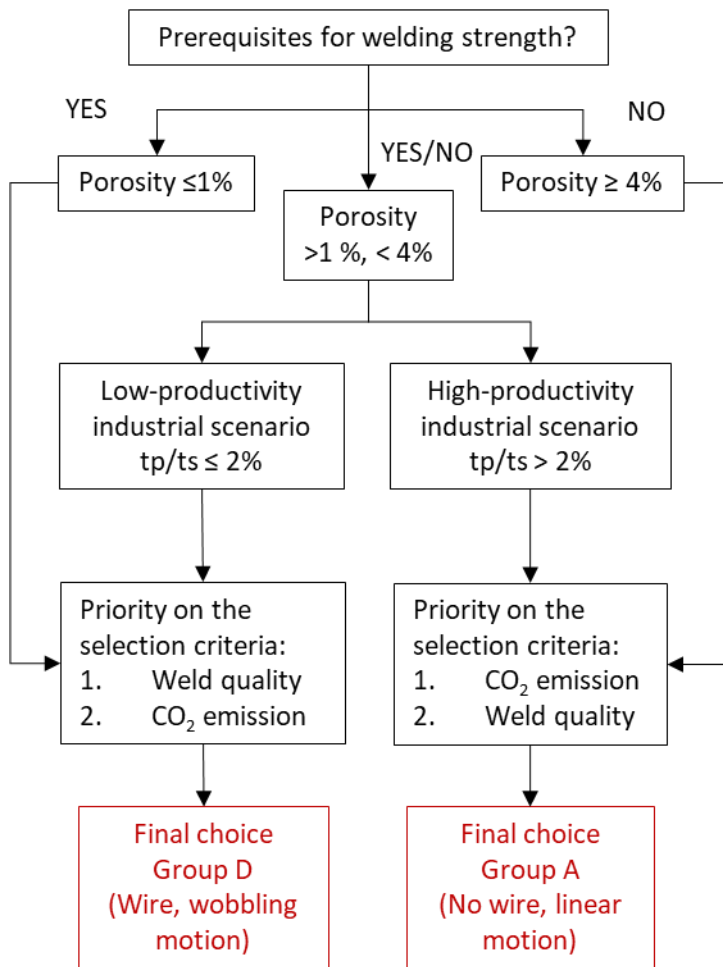 Prerequisites for welding strength?
YES
NO
YES/NO
Porosity ≤1%
Porosity ≥ 4%
Porosity
>1 %, < 4%
Low-productivity
industrial scenario
tp/ts ≤ 2%
High-productivity
industrial scenario
tp/ts > 2%
Priority on the
selection criteria:
1. Weld quality
2. CO₂ emission
Priority on the
selection criteria:
1. CO₂ emission
2. Weld quality
Final choice
Group D
(Wire, wobbling
motion)
Final choice
Group A
(No wire, linear
motion)